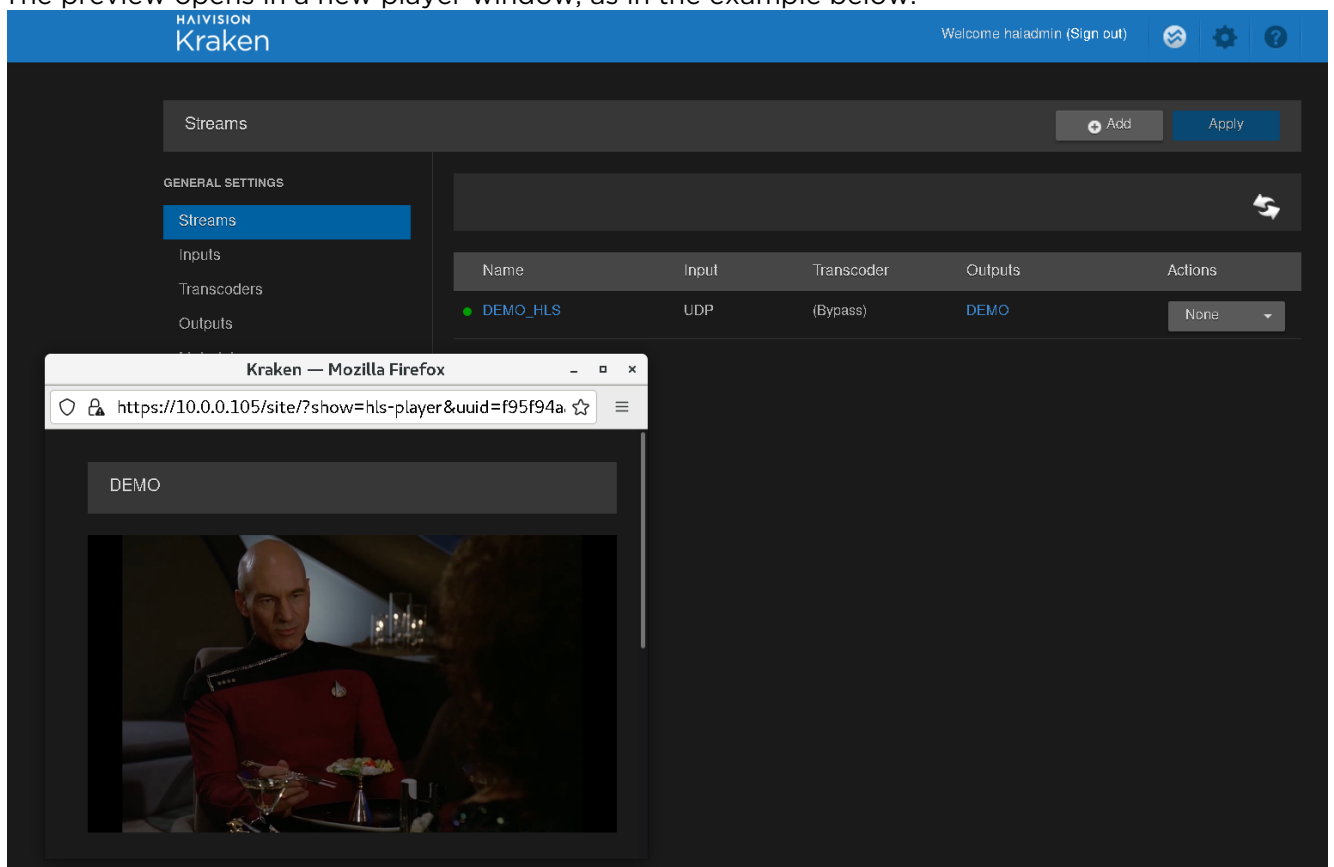 The preview opens in a new player window, as in the example below.
HAIVISION
Kraken
Welcome haiadmin (Sign out)
Streams
Add
Apply
GENERAL SETTINGS
Streams
Inputs
Transcoders
Outputs
Name Input Transcoder Outputs Actions
DEMO_HLS UDP (Bypass) DEMO None
Kraken — Mozilla Firefox
https://10.0.0.105/site/?show=hls-player&uuid=f95f94a
DEMO